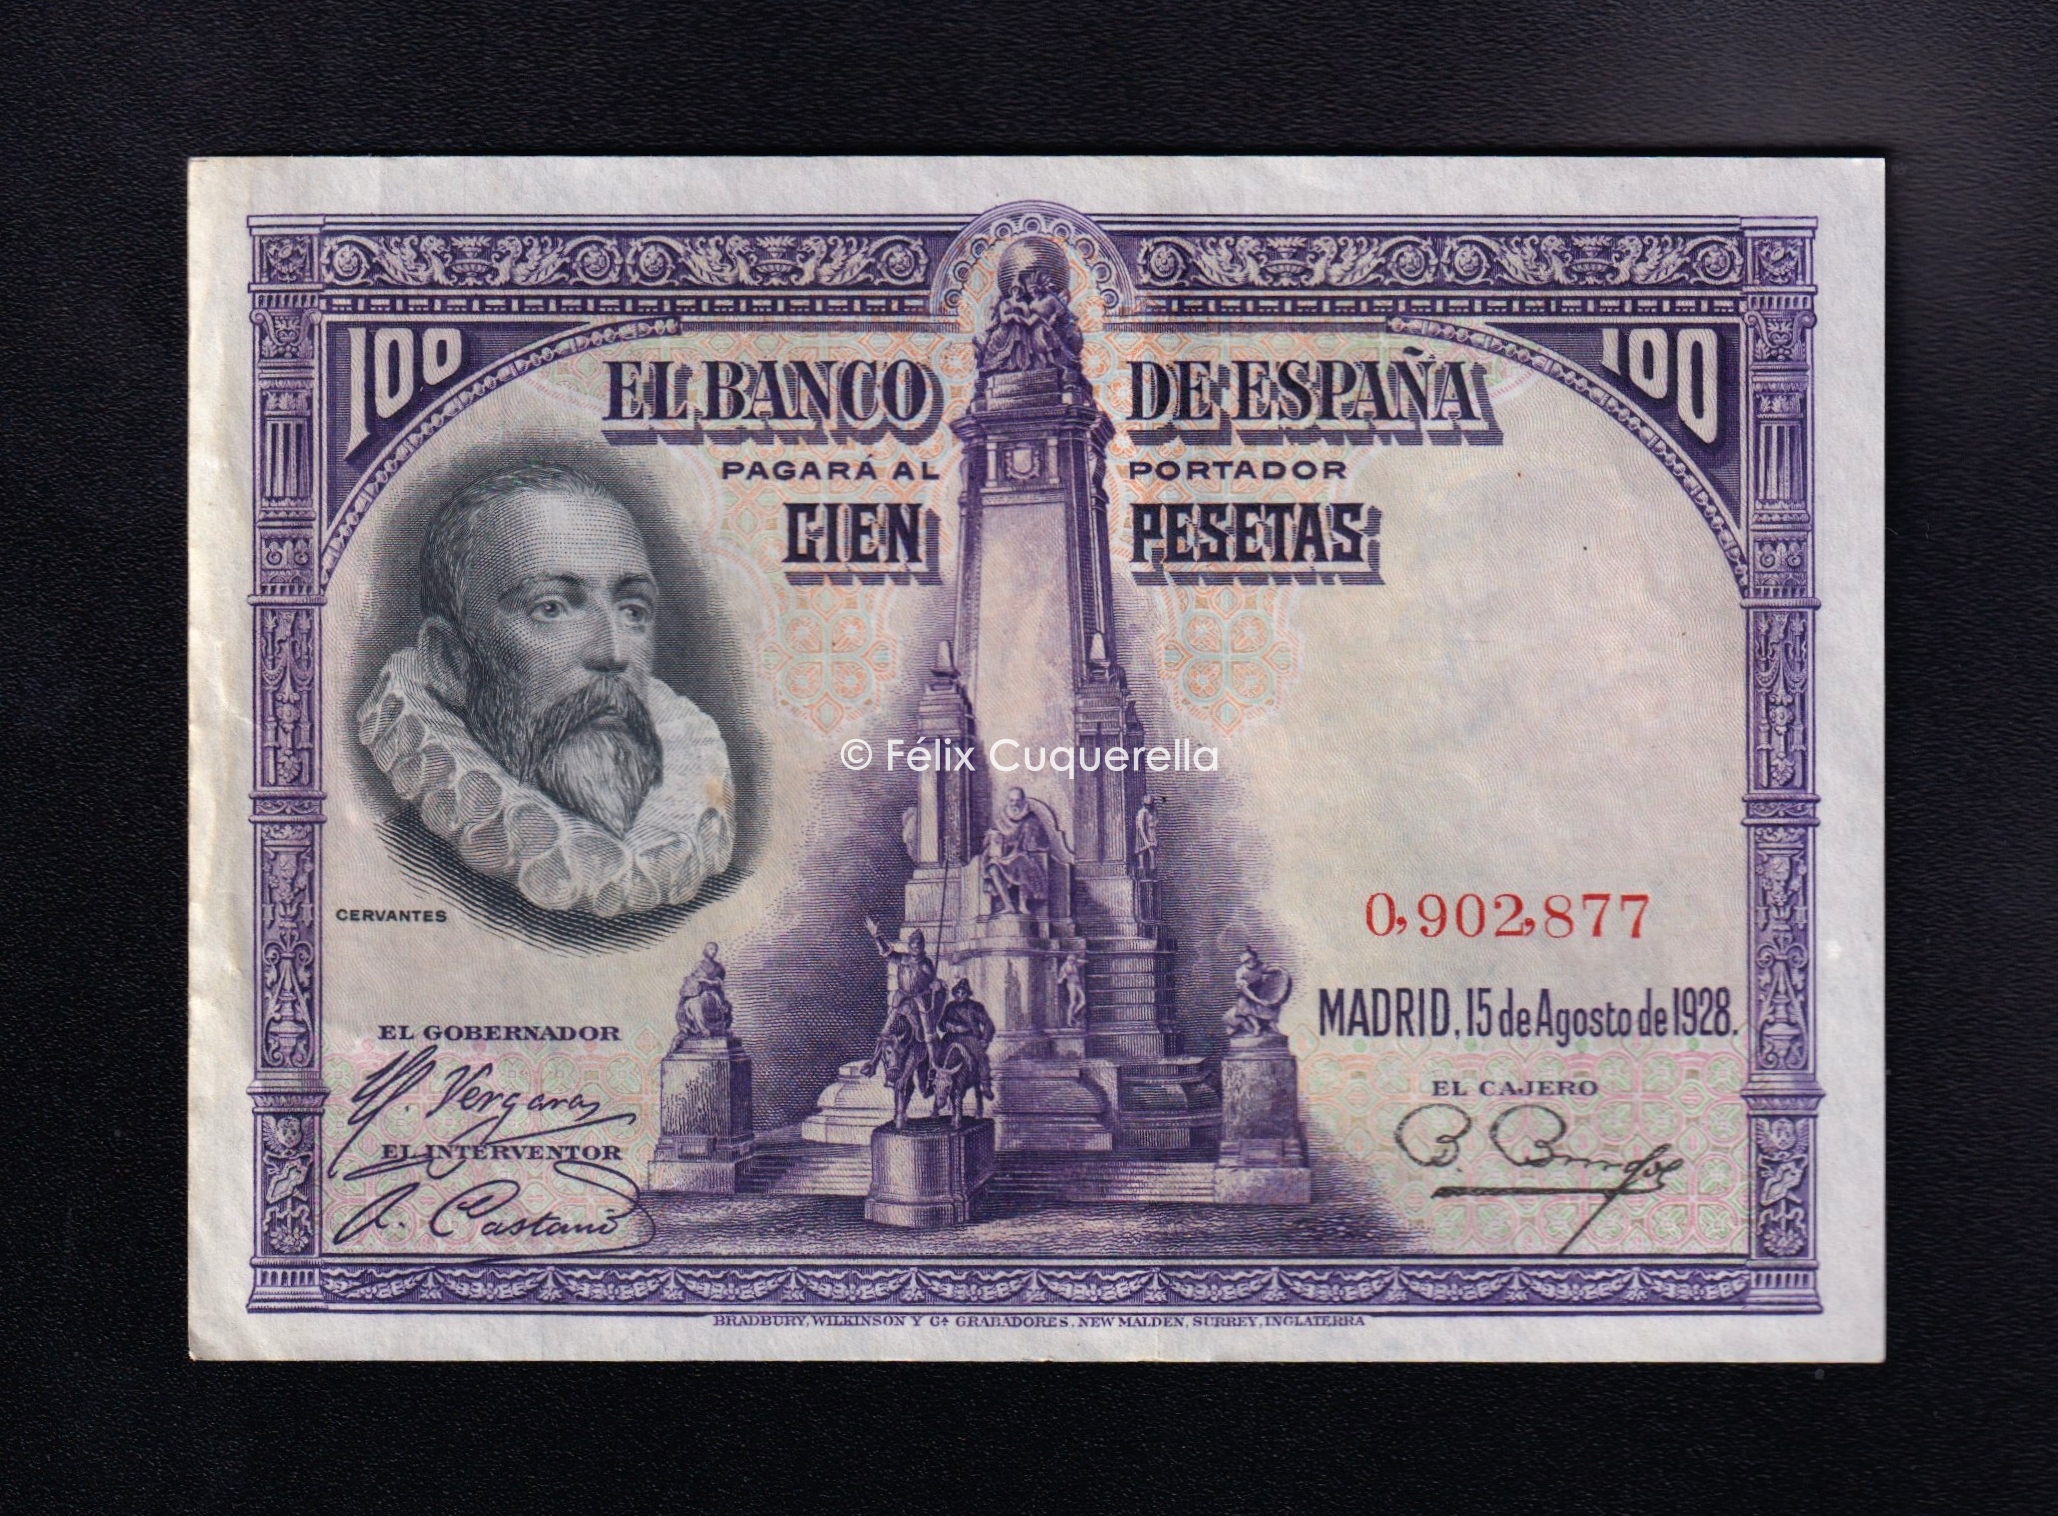 100 100
EL BANCO DE ESPAÑA
PAGARÁ AL PORTADOR
CIEN PESETAS
© Félix Cuquerella
CERVANTES
0,902,877
MADRID, 15 de Agosto de 1928.
EL GOBERNADOR
Vergara
EL INTERVENTOR
A. Castaño
EL CAJERO
B. Burgos
BRADBURY, WILKINSON Y Cª GRABADORES. NEW MALDEN, SURREY, INGLATERRA